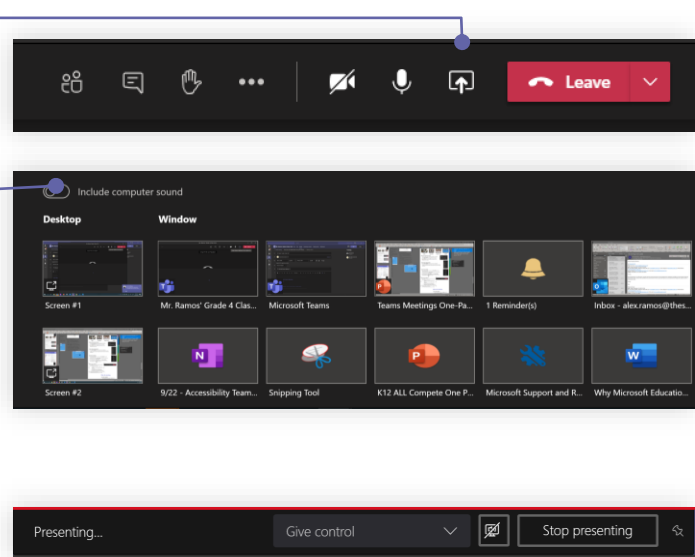 Leave
Include computer sound
Desktop Window
Screen #1 Mr. Ramos' Grade 4 Clas... Microsoft Teams Teams Meetings One-Pa... 1 Reminder(s) Inbox - alex.ramos@thes...
Screen #2 9/22 - Accessibility Team... Snipping Tool K12 ALL Compete One P... Microsoft Support and R... Why Microsoft Educatio...
Presenting... Give control Stop presenting